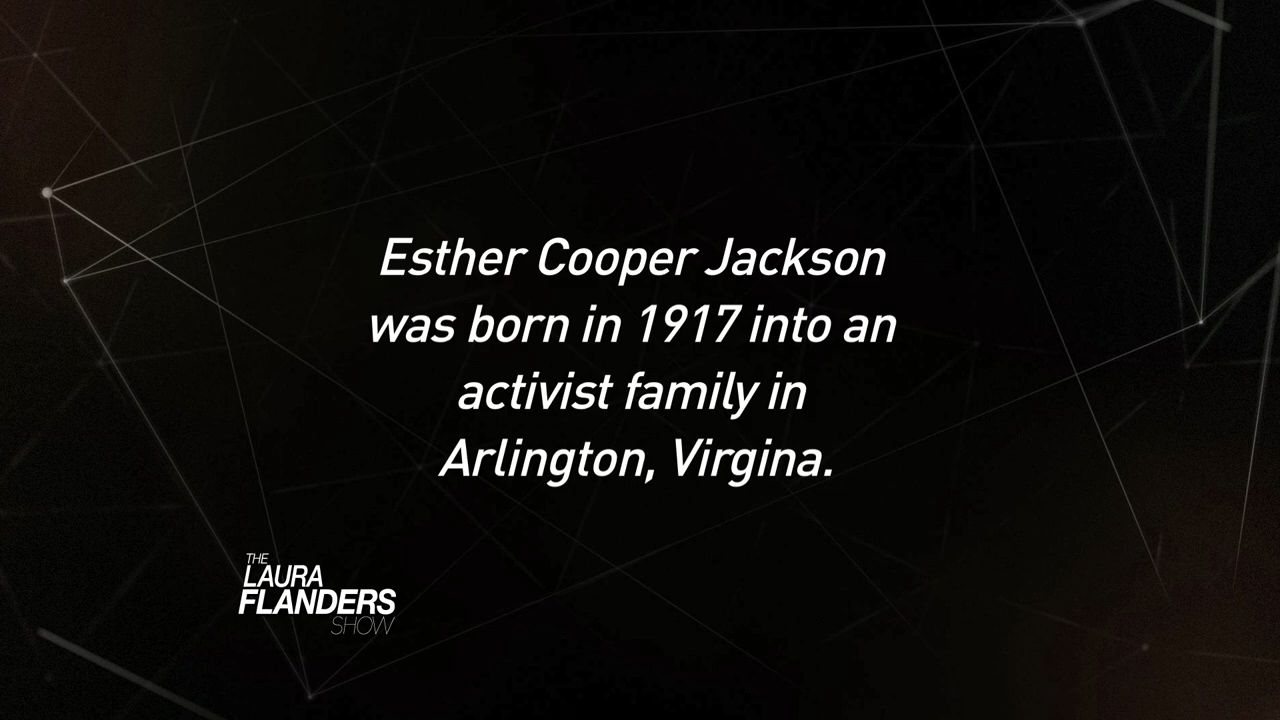 Esther Cooper Jackson
was born in 1917 into an
activist family in
Arlington, Virgina.
THE
LAURA
FLANDERS
SHOW